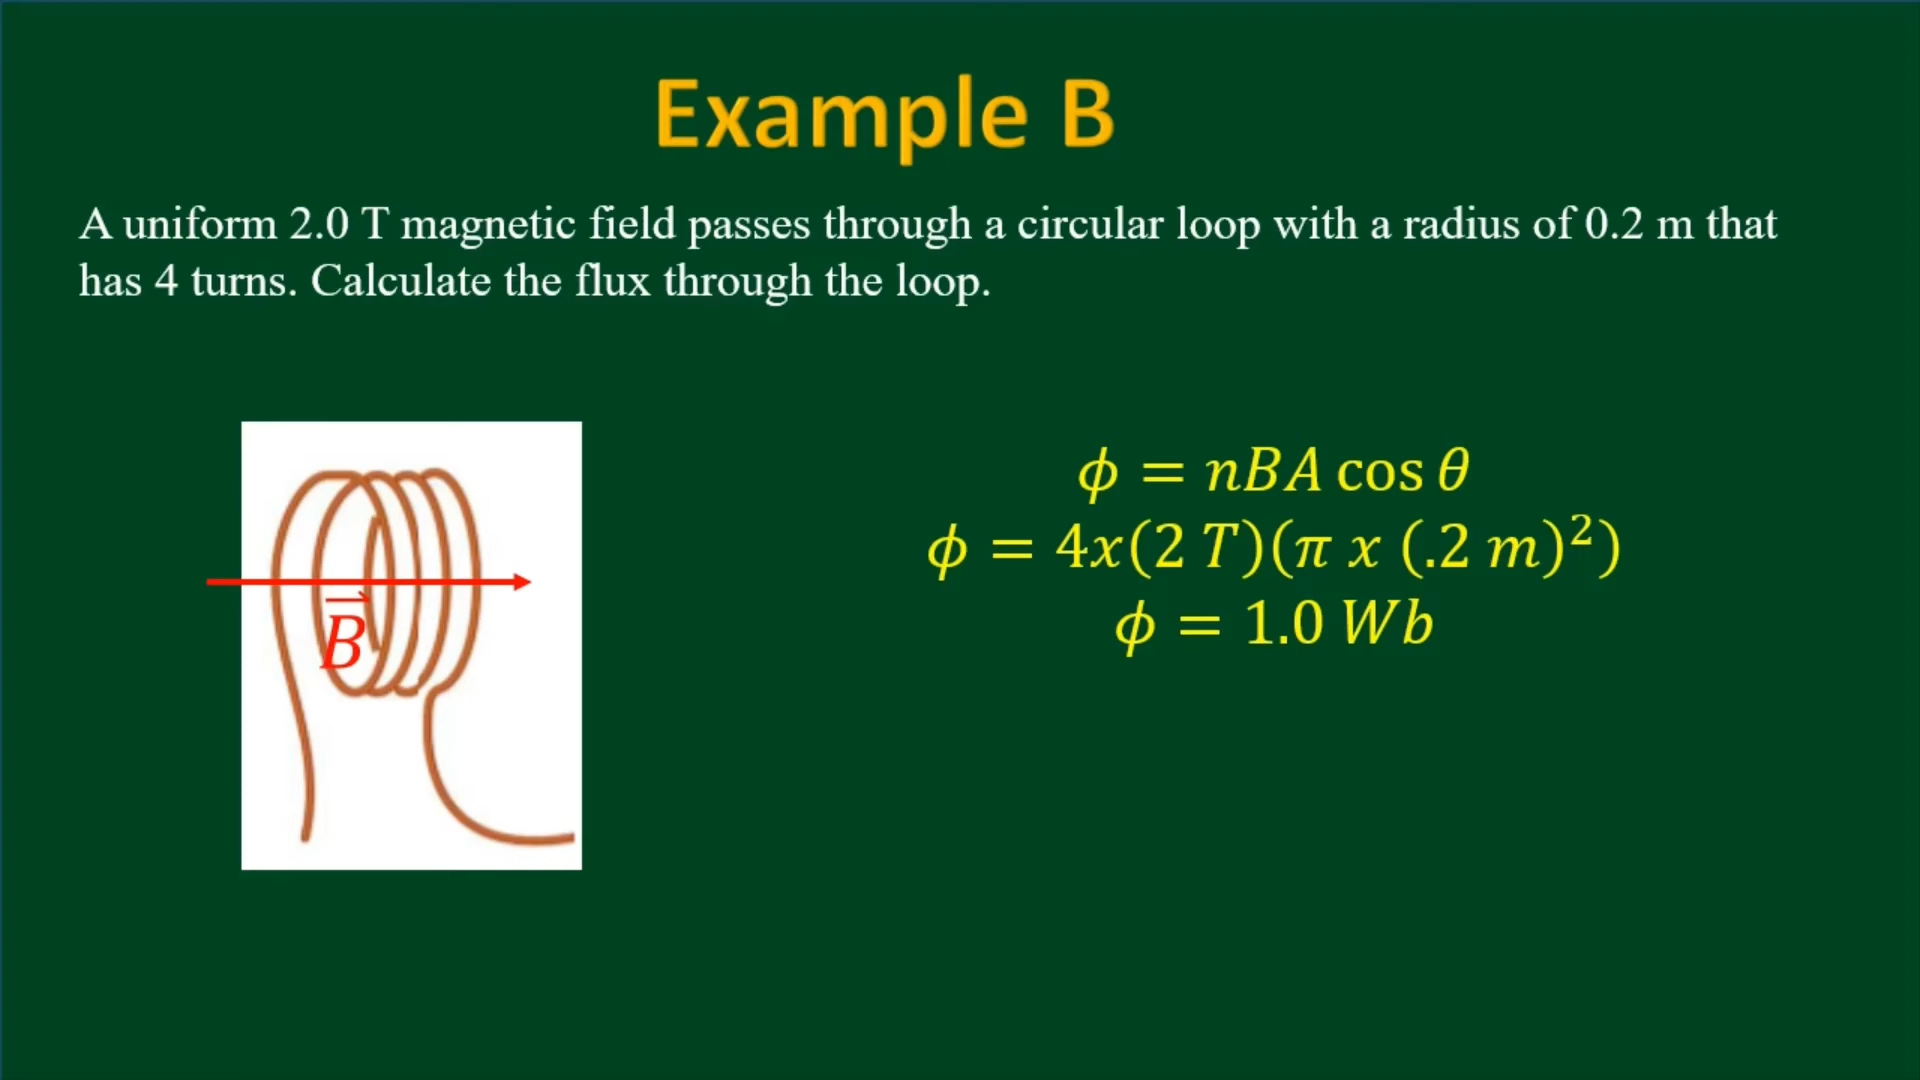 Example B
A uniform 2.0 T magnetic field passes through a circular loop with a radius of 0.2 m that
has 4 turns. Calculate the flux through the loop.
ϕ = nBA cos θ
ϕ = 4x(2 T)(π x (.2 m)²)
ϕ = 1.0 Wb
B⃗